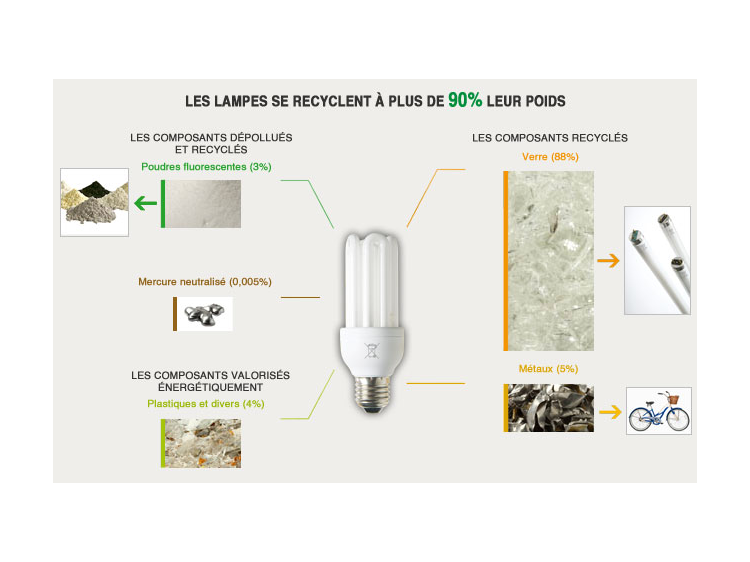 LES LAMPES SE RECYCLENT À PLUS DE 90% LEUR POIDS
LES COMPOSANTS DÉPOLLUÉS
ET RECYCLÉS
Poudres fluorescentes (3%)
Mercure neutralisé (0,005%)
LES COMPOSANTS VALORISÉS
ÉNERGÉTIQUEMENT
Plastiques et divers (4%)
LES COMPOSANTS RECYCLÉS
Verre (88%)
Métaux (5%)